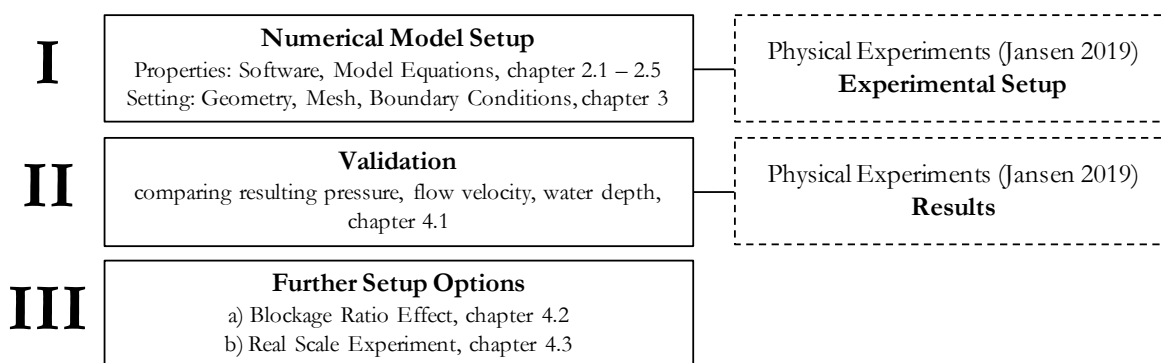 I
Numerical Model Setup
Properties: Software, Model Equations, chapter 2.1 – 2.5
Setting: Geometry, Mesh, Boundary Conditions, chapter 3
Physical Experiments (Jansen 2019)
Experimental Setup
II
Validation
comparing resulting pressure, flow velocity, water depth,
chapter 4.1
Physical Experiments (Jansen 2019)
Results
III
Further Setup Options
a) Blockage Ratio Effect, chapter 4.2
b) Real Scale Experiment, chapter 4.3